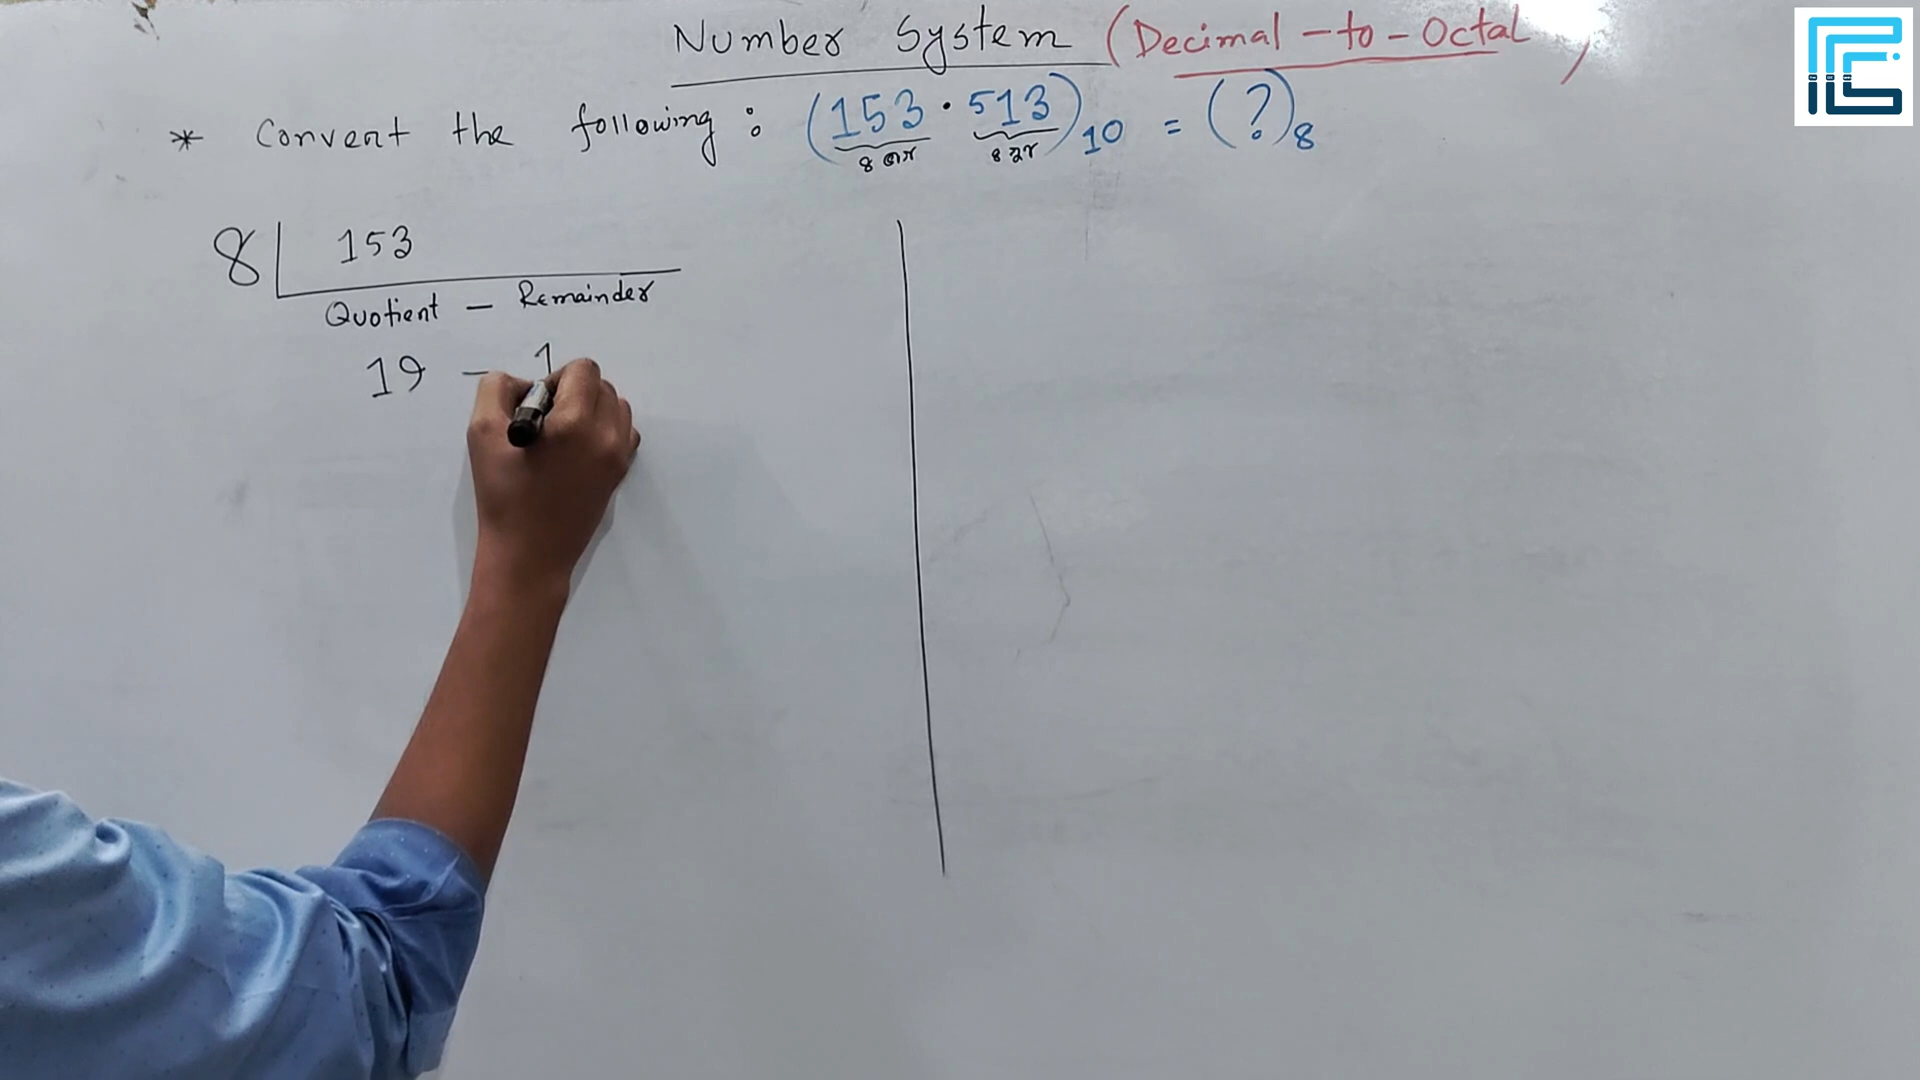 Number System (Decimal-to-Octal)
* Convert the following : (153.513)10 = (?)8
8 ভাগ 8 গুণ
8 153
Quotient - Remainder
19 - 1